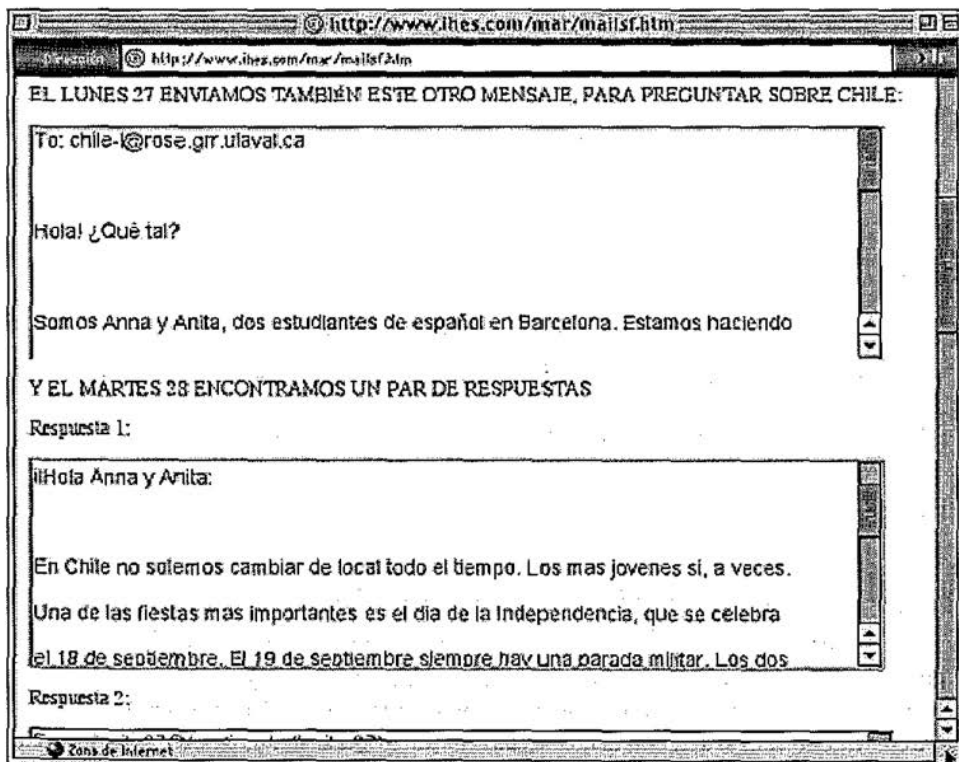 http://www.ihes.com/mar/mailsf.htm
Dirección http://www.ihes.com/mar/mailsf.htm
EL LUNES 27 ENVIAMOS TAMBIÉN ESTE OTRO MENSAJE, PARA PREGUNTAR SOBRE CHILE:
To: chile-l@rose.grr.ulaval.ca
Hola! ¿Qué tal?
Somos Anna y Anita, dos estudiantes de español en Barcelona. Estamos haciendo
Y EL MARTES 28 ENCONTRAMOS UN PAR DE RESPUESTAS
Respuesta 1:
¡¡Hola Anna y Anita:
En Chile no solemos cambiar de local todo el tiempo. Los mas jovenes sí, a veces.
Una de las fiestas mas importantes es el dia de la Independencia, que se celebra
el 18 de septiembre. El 19 de septiembre siempre hay una parada militar. Los dos
Respuesta 2:
Zona de Internet